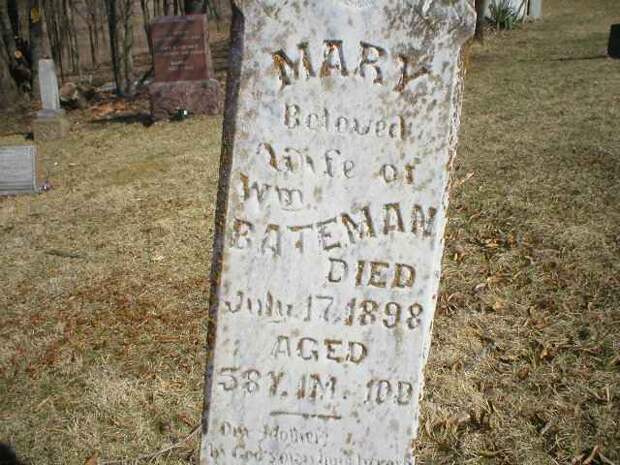 MARY
Beloved
Wife of
Wm.
BATEMAN
DIED
July 17, 1898
AGED
58Y. 1M. 10D
Our Mother